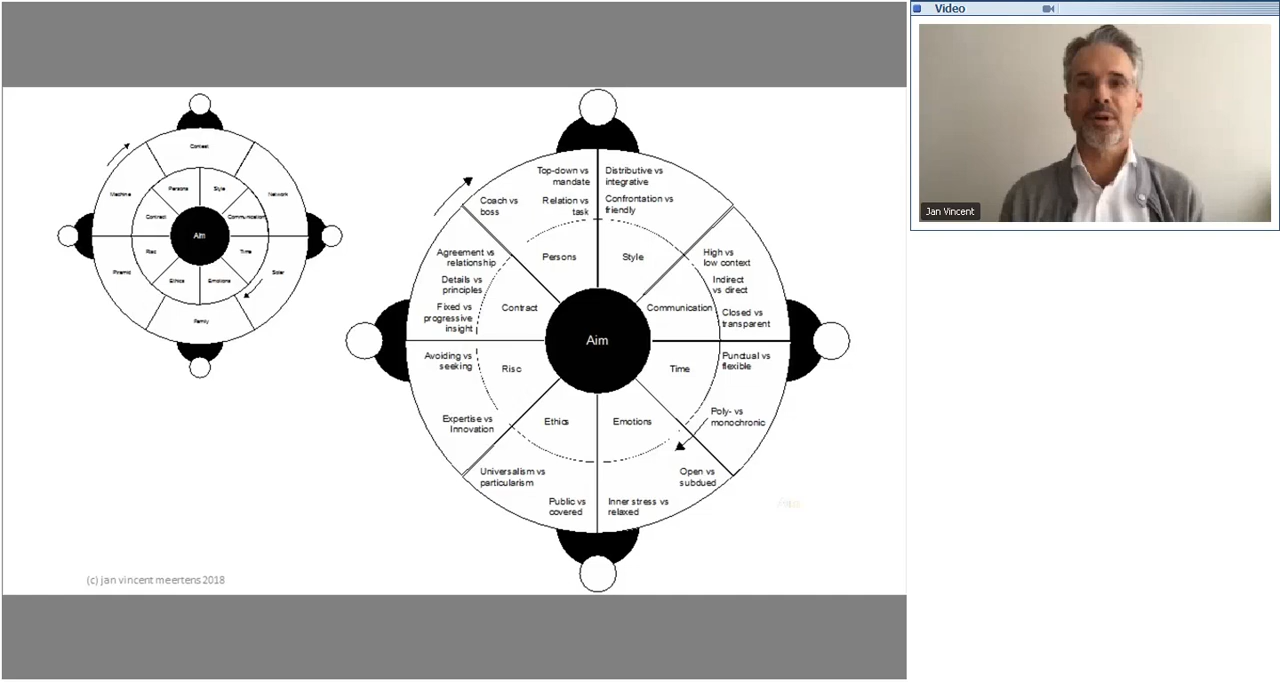 Video
Jan Vincent
Contest
Machine
Persons
Style
Network
Contract
Communication
Aim
Risc
Time
Piramid
Ethics
Emotions
Solar
Family
Top-down vs
mandate
Distributive vs
integrative
Coach vs
boss
Relation vs
task
Confrontation vs
friendly
Agreement vs
relationship
Persons
Style
High vs
low context
Details vs
principles
Indirect
vs direct
Fixed vs
progressive
insight
Contract
Communication
Closed vs
transparent
Aim
Avoiding vs
seeking
Risc
Time
Punctual vs
flexible
Expertise vs
Innovation
Ethics
Emotions
Poly- vs
monochronic
Universalism vs
particularism
Open vs
subdued
Public vs
covered
Inner stress vs
relaxed
(c) jan vincent meertens 2018